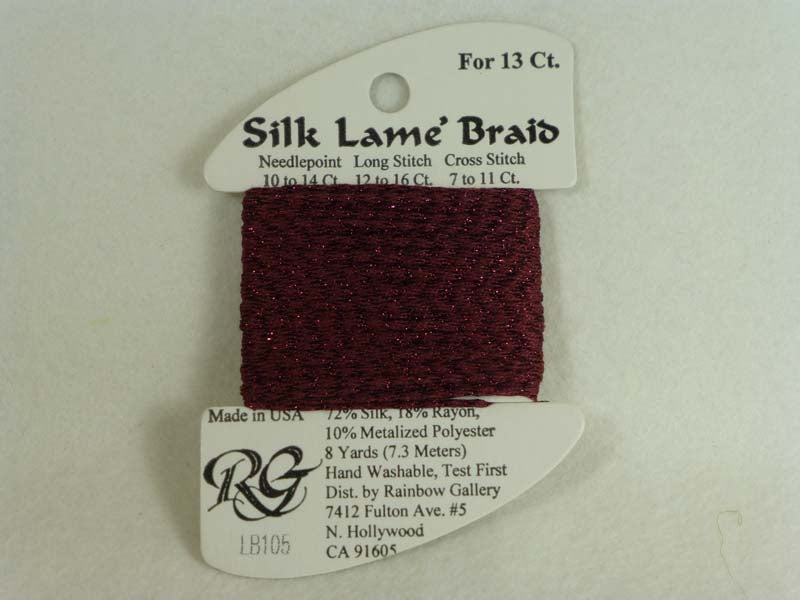 For 13 Ct.
Silk Lame' Braid
Needlepoint Long Stitch Cross Stitch
10 to 14 Ct. 12 to 16 Ct. 7 to 11 Ct.
Made in USA
72% Silk, 18% Rayon,
10% Metalized Polyester
8 Yards (7.3 Meters)
Hand Washable, Test First
Dist. by Rainbow Gallery
7412 Fulton Ave. #5
N. Hollywood
CA 91605
RG
LB105